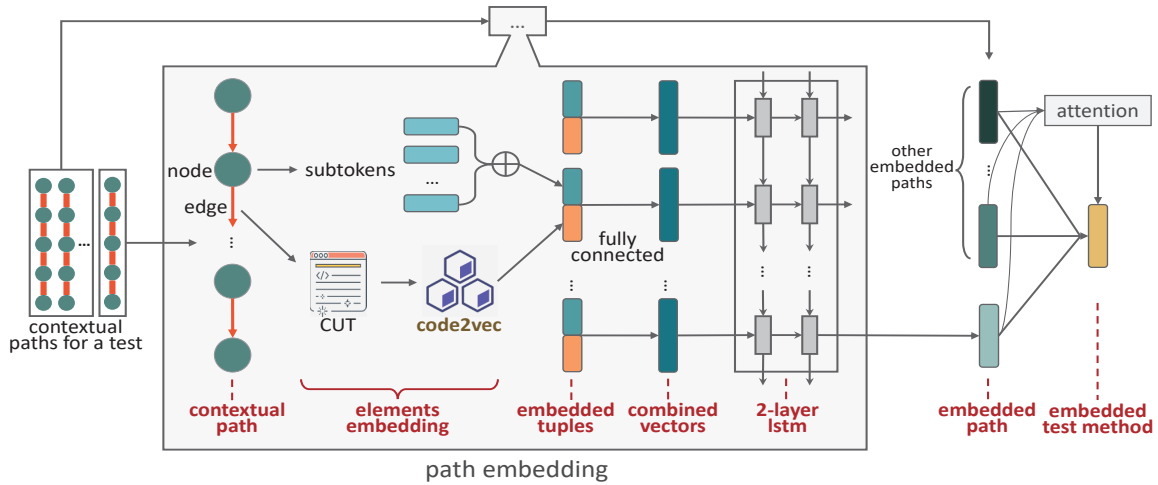 ...
node
edge
...
subtokens
...
CUT
code2vec
...
fully
connected
...
...
...
...
other
embedded
paths
...
attention
...
contextual
paths for a test
contextual
path
elements
embedding
embedded
tuples
combined
vectors
2-layer
lstm
embedded
path
embedded
test method
path embedding